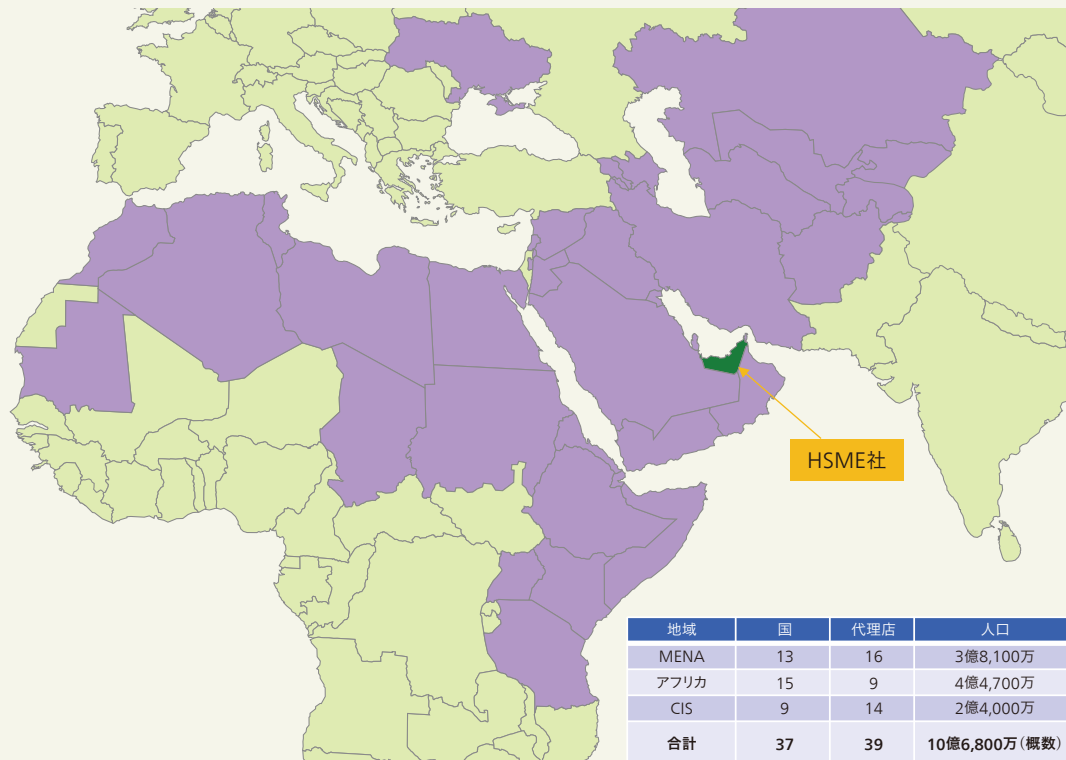 HSME社
地域 国 代理店 人口
MENA 13 16 3億8,100万
アフリカ 15 9 4億4,700万
CIS 9 14 2億4,000万
合計 37 39 10億6,800万（概数）